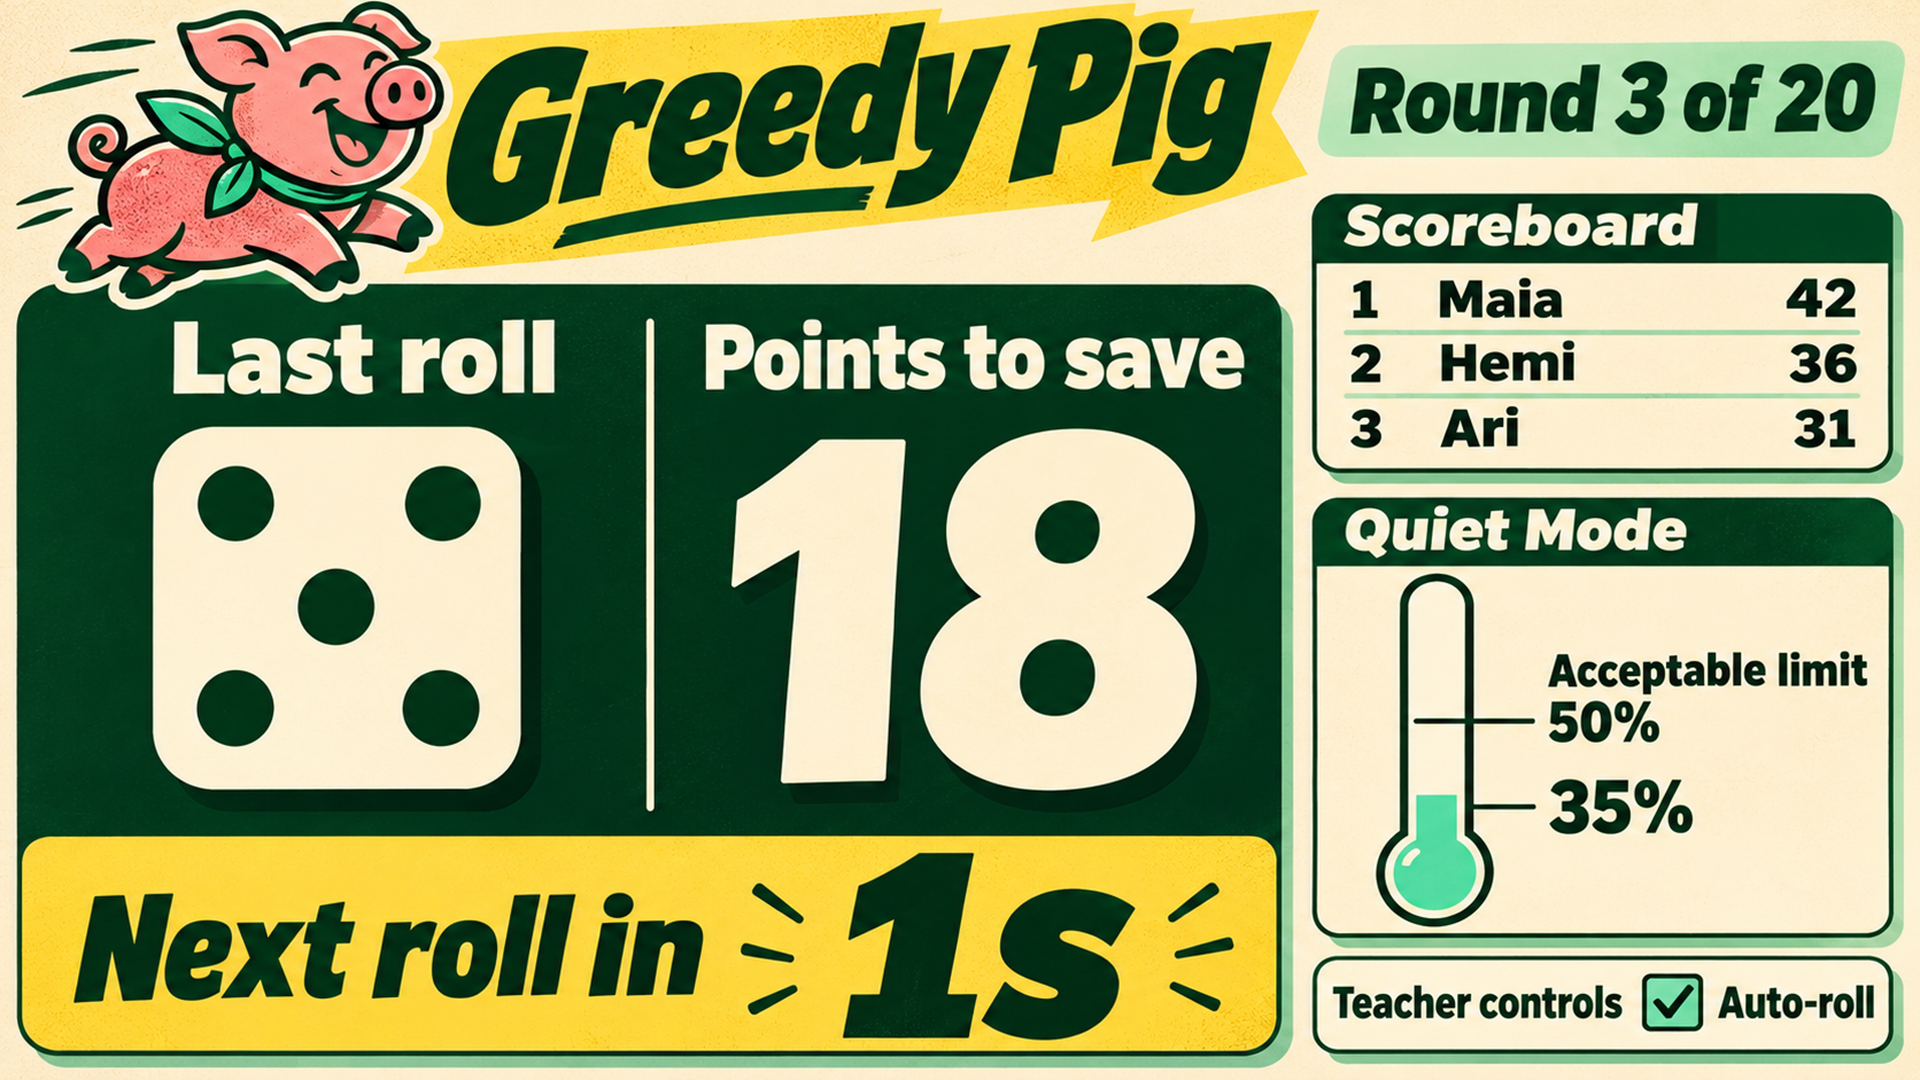 Greedy Pig
Round 3 of 20
Last roll
Points to save
18
Next roll in 1s
Scoreboard
1 Maia 42
2 Hemi 36
3 Ari 31
Quiet Mode
Acceptable limit
50%
35%
Teacher controls Auto-roll